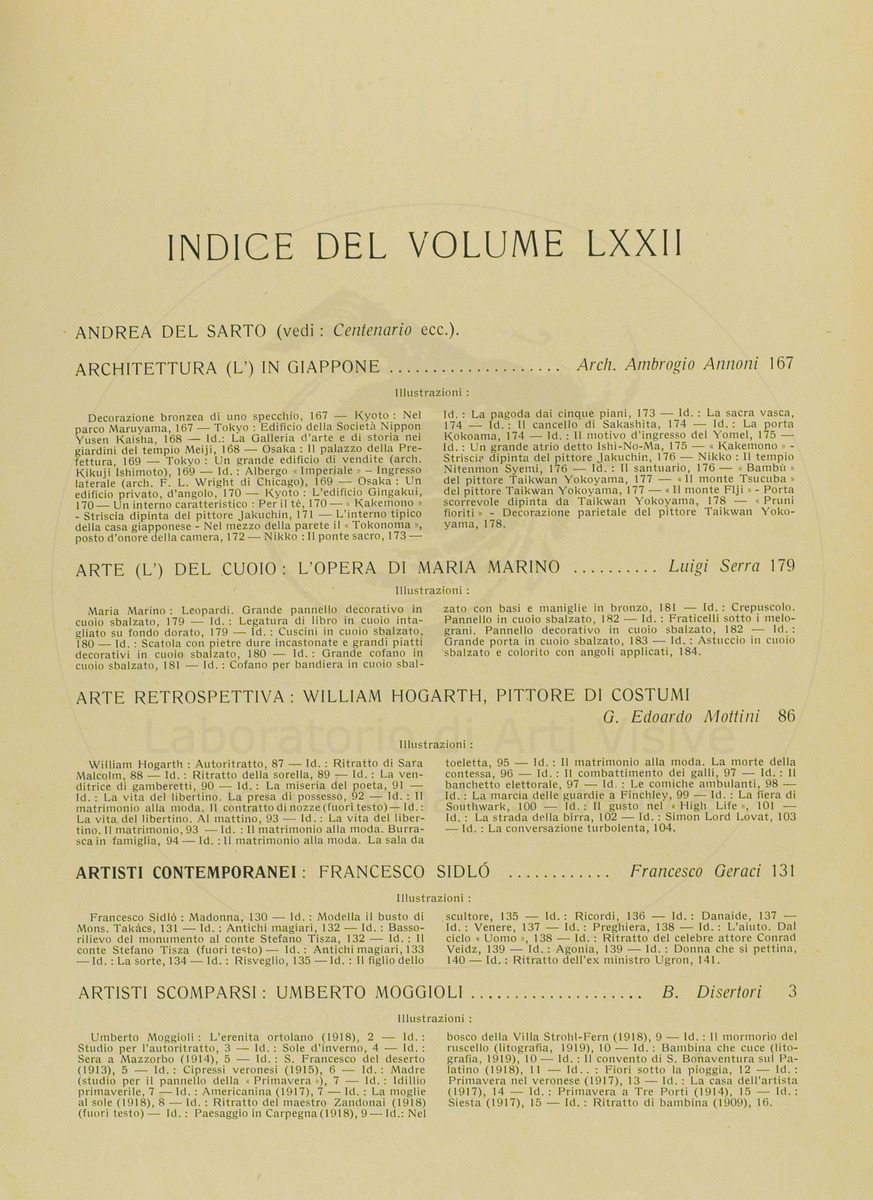 INDICE DEL VOLUME LXXII
ANDREA DEL SARTO (vedi : Centenario ecc.).
ARCHITETTURA (L') IN GIAPPONE .................... Arch. Ambrogio Annoni 167
Illustrazioni :
Decorazione bronzea di uno specchio, 167 — Kyoto : Nel
parco Maruyama, 167 — Tokyo : Edificio della Società Nippon
Yusen Kaisha, 168 — Id.: La Galleria d'arte e di storia nei
giardini del tempio Meiji, 168 — Osaka : Il palazzo della Pre-
fettura, 169 — Tokyo : Un grande edificio di vendite (arch.
Kikuji Ishimoto), 169 — Id. : Albergo « Imperiale » – Ingresso
laterale (arch. F. L. Wright di Chicago), 169 — Osaka : Un
edificio privato, d'angolo, 170 — Kyoto : L'edificio Gingakui,
170 — Un interno caratteristico : Per il tè, 170 — « Kakemono »
- Striscia dipinta del pittore Jakuchin, 171 — L'interno tipico
della casa giapponese - Nel mezzo della parete il « Tokonoma »,
posto d'onore della camera, 172 — Nikko : Il ponte sacro, 173 —
Id. : La pagoda dai cinque piani, 173 — Id. : La sacra vasca,
174 — Id. : Il cancello di Sakashita, 174 — Id. : La porta
Kokoama, 174 — Id. : Il motivo d'ingresso del Yomel, 175 —
Id. : Un grande atrio detto Ishi-No-Ma, 175 — « Kakemono » -
Striscia dipinta del pittore Jakuchin, 176 — Nikko : Il tempio
Nitenmon Syemi, 176 — Id. : Il santuario, 176 — « Bambù »
del pittore Taikwan Yokoyama, 177 — « Il monte Tsucuba »
del pittore Taikwan Yokoyama, 177 — « Il monte Flji » - Porta
scorrevole dipinta da Taikwan Yokoyama, 178 — « Pruni
fioriti » - Decorazione parietale del pittore Taikwan Yoko-
yama, 178.
ARTE (L') DEL CUOIO : L'OPERA DI MARIA MARINO .......... Luigi Serra 179
Illustrazioni :
Maria Marino : Leopardi. Grande pannello decorativo in
cuoio sbalzato, 179 — Id. : Legatura di libro in cuoio inta-
gliato su fondo dorato, 179 — Id. : Cuscini in cuoio sbalzato,
180 — Id. : Scatola con pietre dure incastonate e grandi piatti
decorativi in cuoio sbalzato, 180 — Id. : Grande cofano in
cuoio sbalzato, 181 — Id. : Cofano per bandiera in cuoio sbal-
zato con basi e maniglie in bronzo, 181 — Id. : Crepuscolo.
Pannello in cuoio sbalzato, 182 — Id. : Fraticelli sotto i melo-
grani. Pannello decorativo in cuoio sbalzato, 182 — Id. :
Grande porta in cuoio sbalzato, 183 — Id. : Astuccio in cuoio
sbalzato e colorito con angoli applicati, 184.
ARTE RETROSPETTIVA : WILLIAM HOGARTH, PITTORE DI COSTUMI
G. Edoardo Mottini 86
Illustrazioni :
William Hogarth : Autoritratto, 87 — Id. : Ritratto di Sara
Malcolm, 88 — Id. : Ritratto della sorella, 89 — Id. : La ven-
ditrice di gamberetti, 90 — Id. : La miseria del poeta, 91 —
Id. : La vita del libertino. La presa di possesso, 92 — Id. : Il
matrimonio alla moda. Il contratto di nozze (fuori testo) — Id. :
La vita del libertino. Al mattino, 93 — Id. : La vita del liber-
tino. Il matrimonio, 93 — Id. : Il matrimonio alla moda. Burra-
sca in famiglia, 94 — Id. : Il matrimonio alla moda. La sala da
toeletta, 95 — Id. : Il matrimonio alla moda. La morte della
contessa, 96 — Id. : Il combattimento dei galli, 97 — Id. : Il
banchetto elettorale, 97 — Id. : Le comiche ambulanti, 98 —
Id. : La marcia delle guardie a Finchley, 99 — Id. : La fiera di
Southwark, 100 — Id. : Il gusto nel « High Life », 101 —
Id. : La strada della birra, 102 — Id. : Simon Lord Lovat, 103
— Id. : La conversazione turbolenta, 104.
ARTISTI CONTEMPORANEI : FRANCESCO SIDLÓ ............ Francesco Geraci 131
Illustrazioni :
Francesco Sidló : Madonna, 130 — Id. : Modella il busto di
Mons. Takács, 131 — Id. : Antichi magiari, 132 — Id. : Basso-
rilievo del monumento al conte Stefano Tisza, 132 — Id. : Il
conte Stefano Tisza (fuori testo) — Id. : Antichi magiari, 133
— Id. : La sorte, 134 — Id. : Risveglio, 135 — Id. : Il figlio dello
scultore, 135 — Id. : Ricordi, 136 — Id. : Danaide, 137 —
Id. : Venere, 137 — Id. : Preghiera, 138 — Id. : L'aiuto. Dal
ciclo « Uomo », 138 — Id. : Ritratto del celebre attore Conrad
Veidz, 139 — Id. : Agonia, 139 — Id. : Donna che si pettina,
140 — Id. : Ritratto dell'ex ministro Ugron, 141.
ARTISTI SCOMPARSI : UMBERTO MOGGIOLI .................... B. Disertori 3
Illustrazioni :
Umberto Moggioli : L'erenita ortolano (1918), 2 — Id. :
Studio per l'autoritratto, 3 — Id. : Sole d'inverno, 4 — Id. :
Sera a Mazzorbo (1914), 5 — Id. : S. Francesco del deserto
(1913), 5 — Id. : Cipressi veronesi (1915), 6 — Id. : Madre
(studio per il pannello della « Primavera »), 7 — Id. : Idillio
primaverile, 7 — Id. : Americanina (1917), 7 — Id. : La moglie
al sole (1918), 8 — Id. : Ritratto del maestro Zandonai (1918)
(fuori testo) — Id. : Paesaggio in Carpegna (1918), 9 — Id.: Nel
bosco della Villa Strohl-Fern (1918), 9 — Id. : Il mormorio del
ruscello (litografia, 1919), 10 — Id. : Bambina che cuce (lito-
grafia, 1919), 10 — Id. : Il convento di S. Bonaventura sul Pa-
latino (1918), 11 — Id.. : Fiori sotto la pioggia, 12 — Id. :
Primavera nel veronese (1917), 13 — Id. : La casa dell'artista
(1917), 14 — Id. : Primavera a Tre Porti (1914), 15 — Id. :
Siesta (1917), 15 — Id. : Ritratto di bambina (1909), 16.